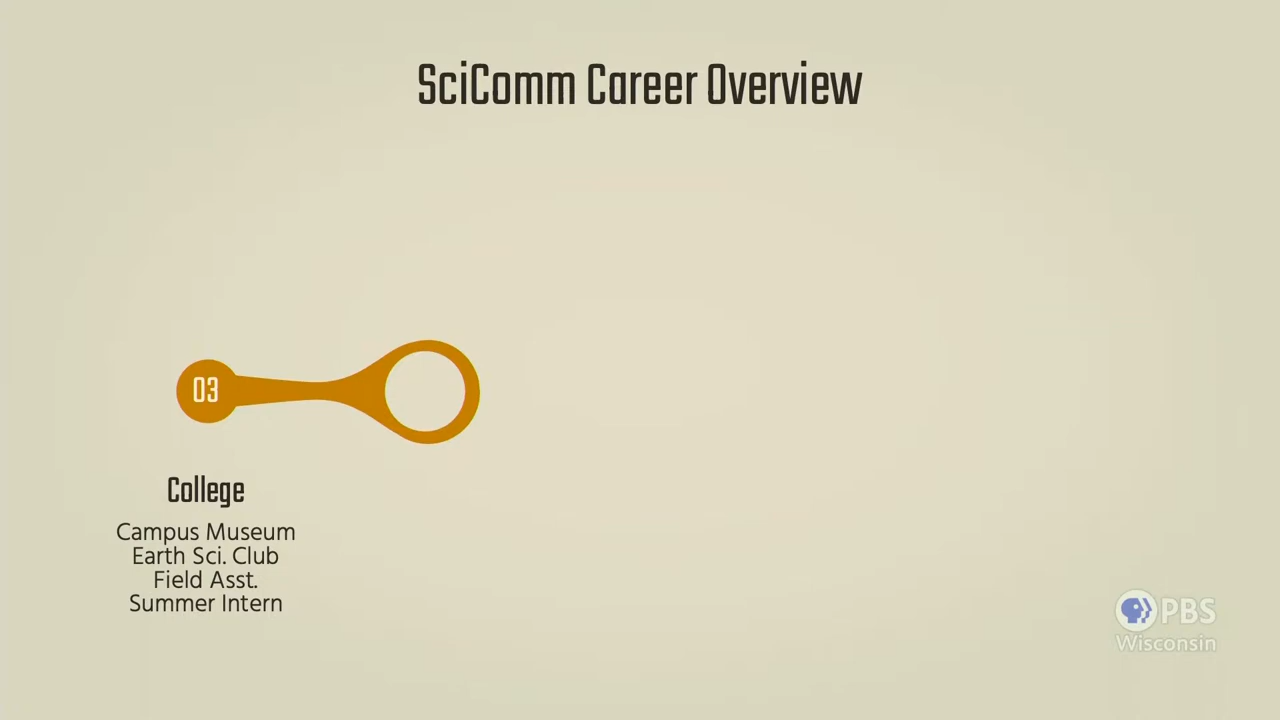 SciComm Career Overview
03
College
Campus Museum
Earth Sci. Club
Field Asst.
Summer Intern
PBS
Wisconsin